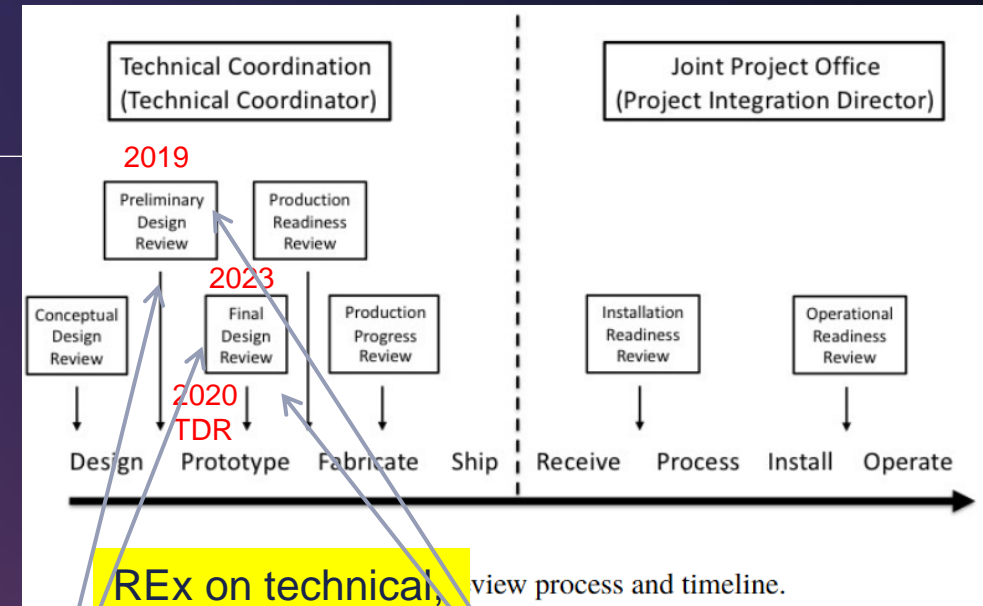 Technical Coordination
(Technical Coordinator)
Joint Project Office
(Project Integration Director)
2019
Preliminary
Design
Review
Production
Readiness
Review
2023
Conceptual
Design
Review
Final
Design
Review
Production
Progress
Review
Installation
Readiness
Review
Operational
Readiness
Review
2020
TDR
Design Prototype Fabricate Ship Receive Process Install Operate
REx on technical,
view process and timeline.